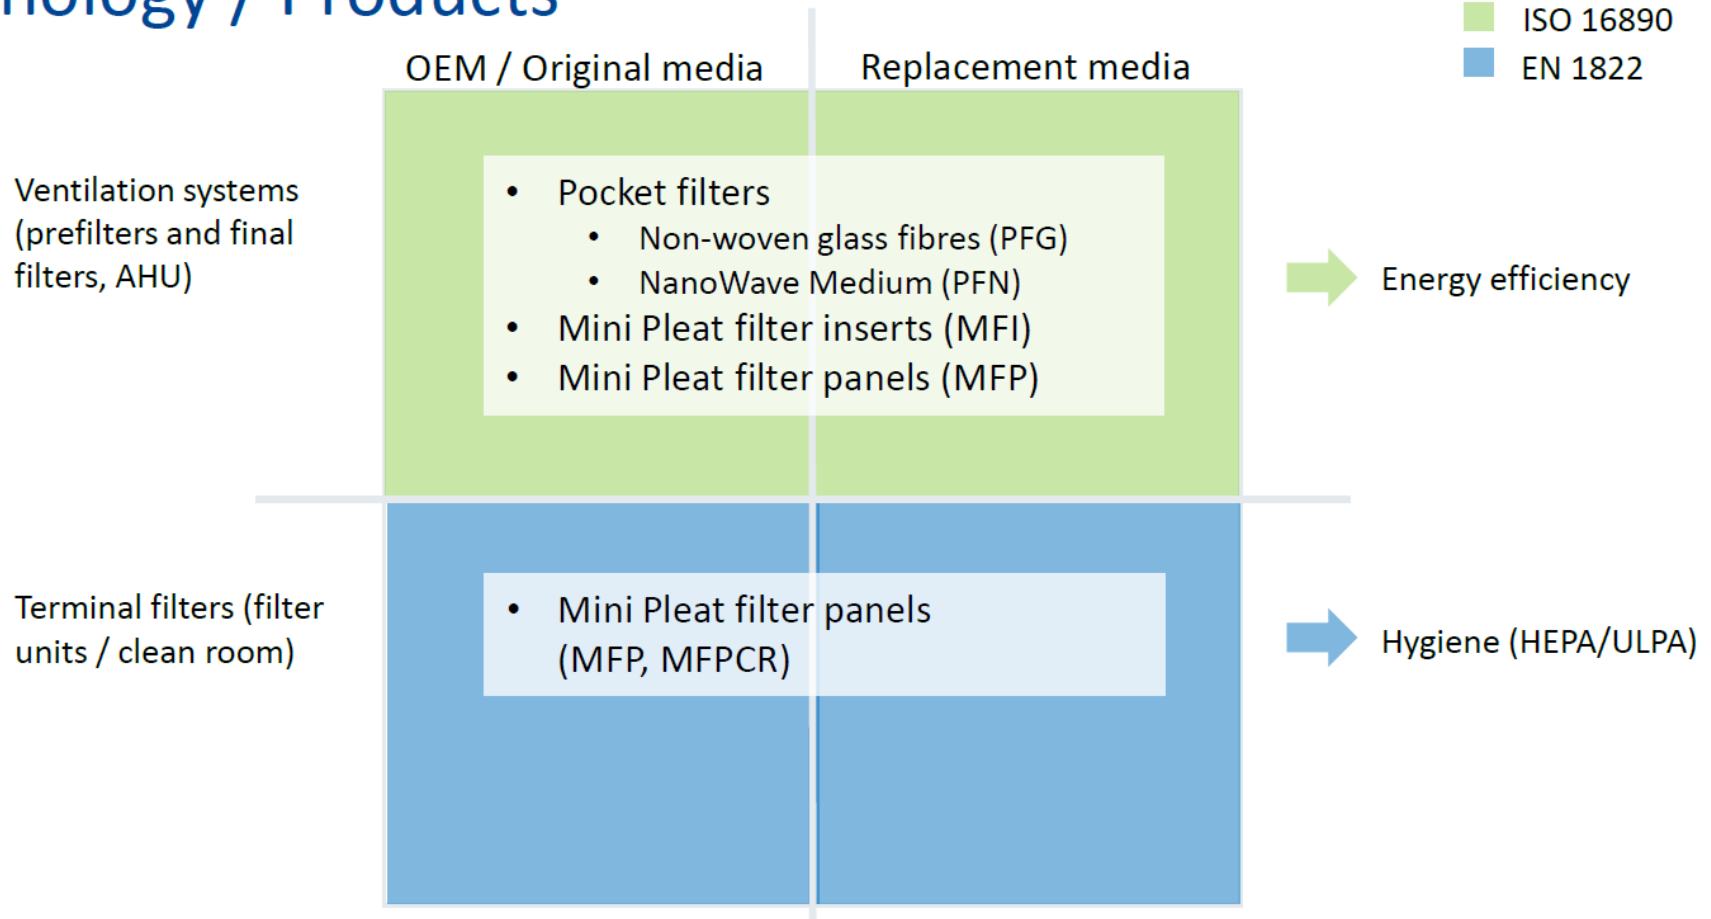 nology / Products
ISO 16890
EN 1822
OEM / Original media
Replacement media
Ventilation systems
(prefilters and final
filters, AHU)
• Pocket filters
• Non-woven glass fibres (PFG)
• NanoWave Medium (PFN)
• Mini Pleat filter inserts (MFI)
• Mini Pleat filter panels (MFP)
Energy efficiency
Terminal filters (filter
units / clean room)
• Mini Pleat filter panels
(MFP, MFPCR)
Hygiene (HEPA/ULPA)